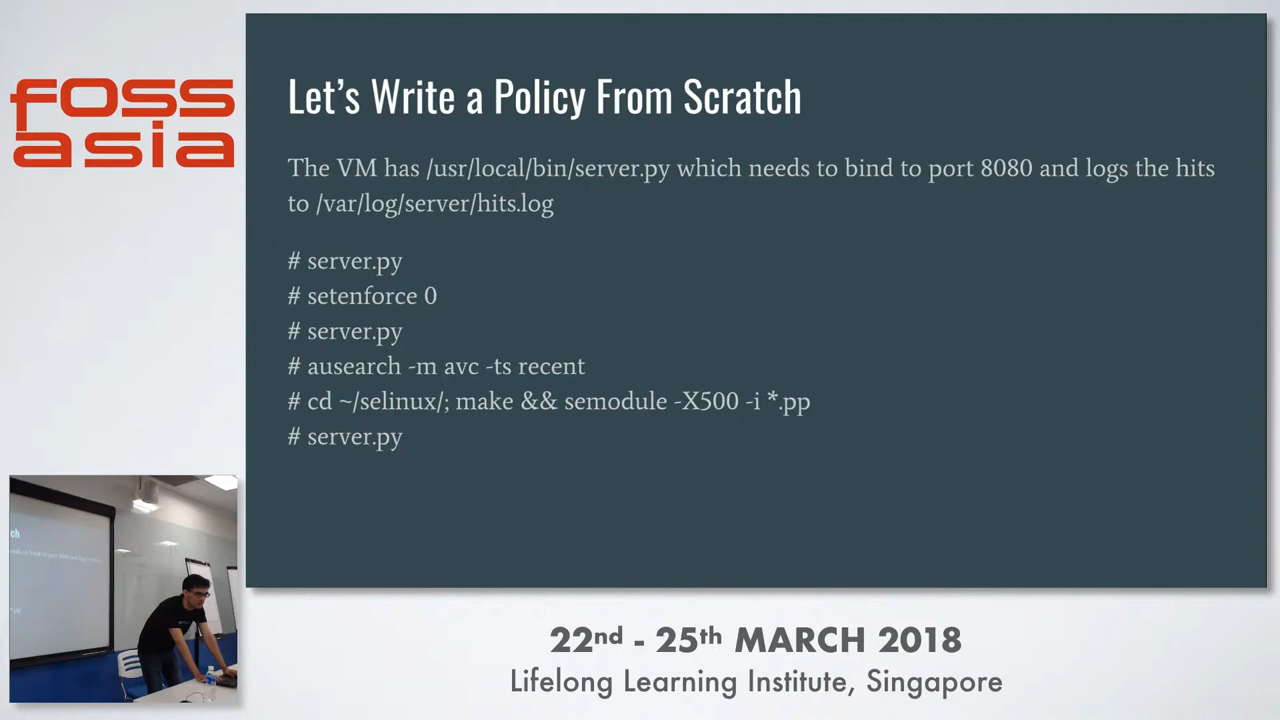 foss
asia
Let's Write a Policy From Scratch
The VM has /usr/local/bin/server.py which needs to bind to port 8080 and logs the hits
to /var/log/server/hits.log
# server.py
# setenforce 0
# server.py
# ausearch -m avc -ts recent
# cd ~/selinux/; make && semodule -X500 -i *.pp
# server.py
ch
22nd - 25th MARCH 2018
Lifelong Learning Institute, Singapore